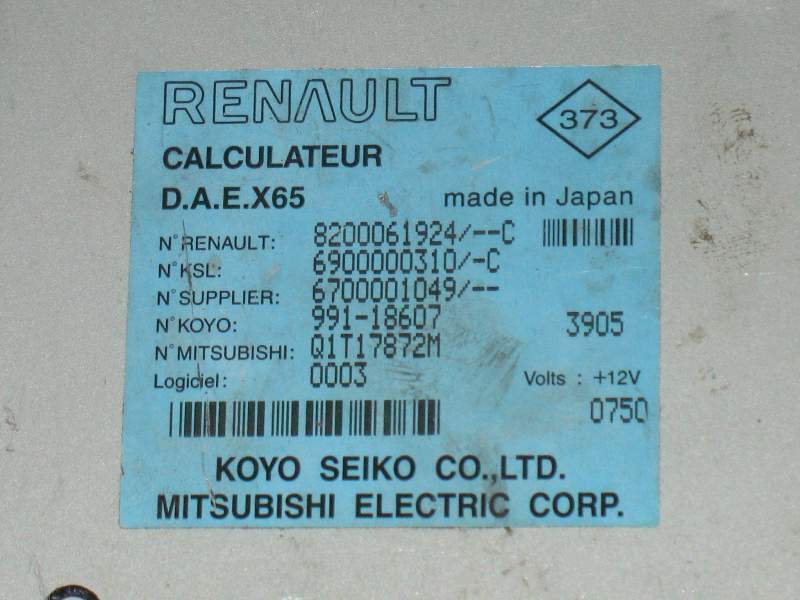 RENAULT
373
CALCULATEUR
D.A.E.X65 made in Japan
N°RENAULT: 8200061924/--C
N°KSL: 6900000310/-C
N°SUPPLIER: 6700001049/--
N°KOYO: 991-18607 3905
N°MITSUBISHI: Q1T17872M
Logiciel: 0003 Volts : +12V
0750
KOYO SEIKO CO.,LTD.
MITSUBISHI ELECTRIC CORP.